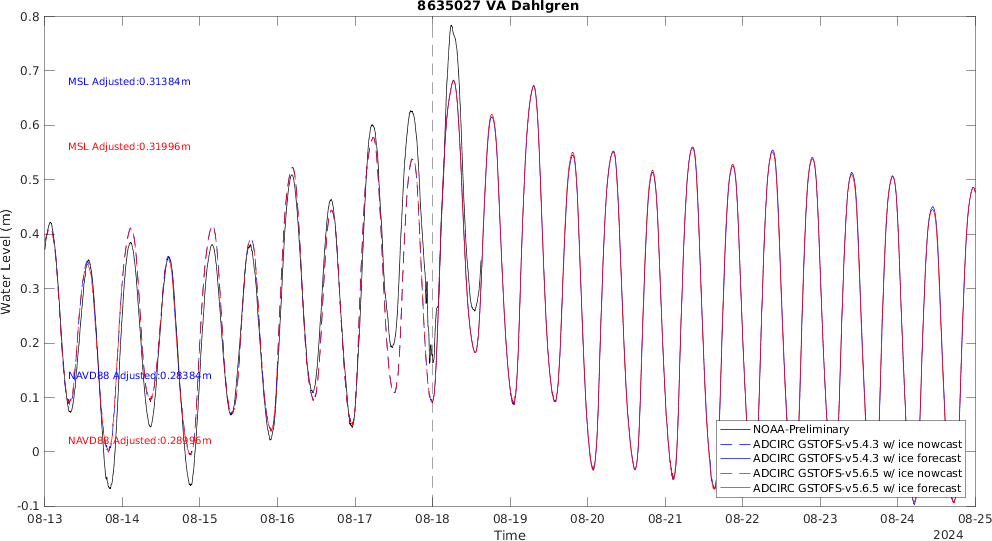 8635027 VA Dahlgren
0.8
0.7
MSL Adjusted:0.31384m
0.6
MSL Adjusted:0.31996m
0.5
0.4
Water Level (m)
0.3
0.2
NAVD88 Adjusted:0.28384m
0.1
NAVD88 Adjusted:0.28996m
0
-0.1
NOAA-Preliminary
ADCIRC GSTOFS-v5.4.3 w/ ice nowcast
ADCIRC GSTOFS-v5.4.3 w/ ice forecast
ADCIRC GSTOFS-v5.6.5 w/ ice nowcast
ADCIRC GSTOFS-v5.6.5 w/ ice forecast
08-13 08-14 08-15 08-16 08-17 08-18 08-19 08-20 08-21 08-22 08-23 08-24 08-25
Time
2024